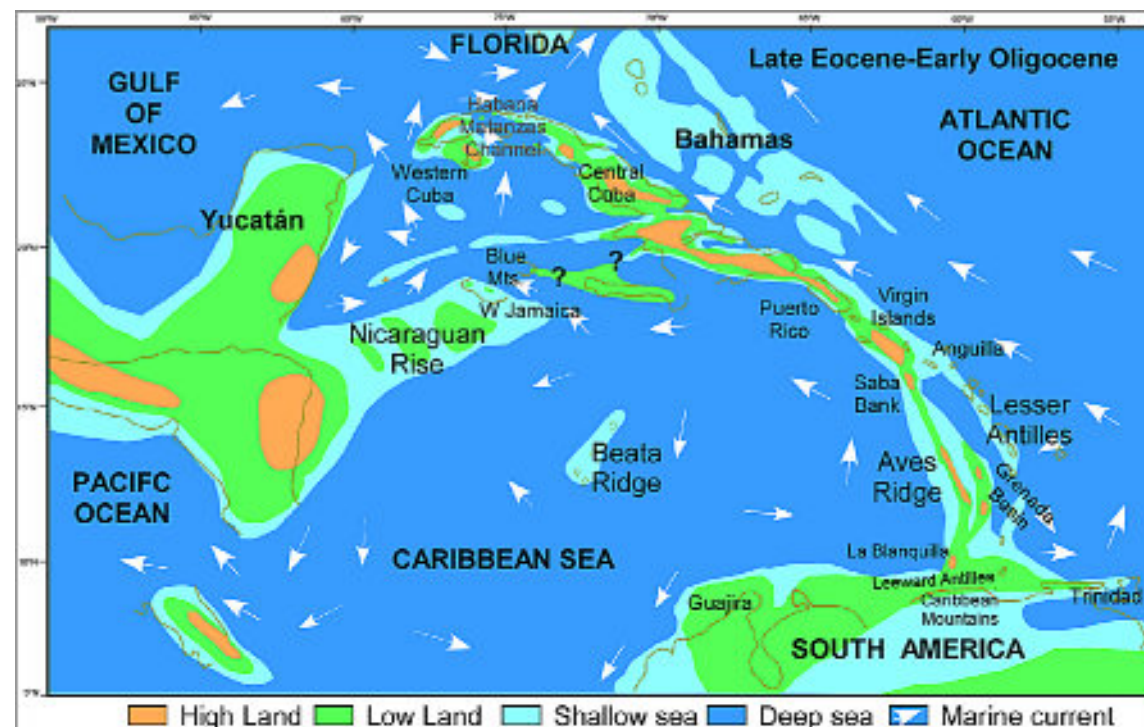 FLORIDA
Late Eocene-Early Oligocene
GULF
OF
MEXICO
ATLANTIC
OCEAN
Habana
Matanzas
Channel
Bahamas
Western
Cuba
Central
Cuba
Yucatán
Blue
Mts.
?
?
W Jamaica
Nicaraguan
Rise
Puerto
Rico
Virgin
Islands
Anguilla
Saba
Bank
Lesser
Antilles
Beata
Ridge
Aves
Ridge
Grenada
Basin
PACIFC
OCEAN
CARIBBEAN SEA
La Blanquilla
Leeward Antilles
Guajira
Caribbean
Mountains
Trinidad
SOUTH AMERICA
High Land
Low Land
Shallow sea
Deep sea
Marine current